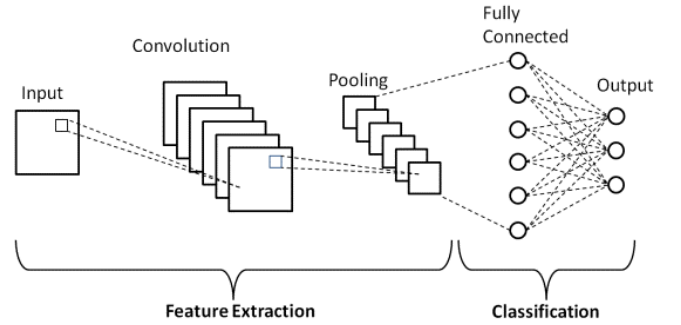 Input
Convolution
Pooling
Fully
Connected
Output
Feature Extraction
Classification